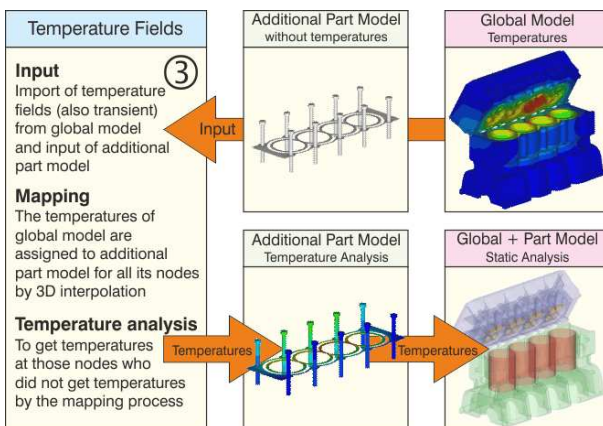 Temperature Fields
③
Input
Import of temperature
fields (also transient)
from global model
and input of additional
part model
Mapping
The temperatures of
global model are
assigned to additional
part model for all its nodes
by 3D interpolation
Temperature analysis
To get temperatures
at those nodes who
did not get temperatures
by the mapping process
Additional Part Model
without temperatures
Input
Global Model
Temperatures
Additional Part Model
Temperature Analysis
Temperatures
Temperatures
Global + Part Model
Static Analysis